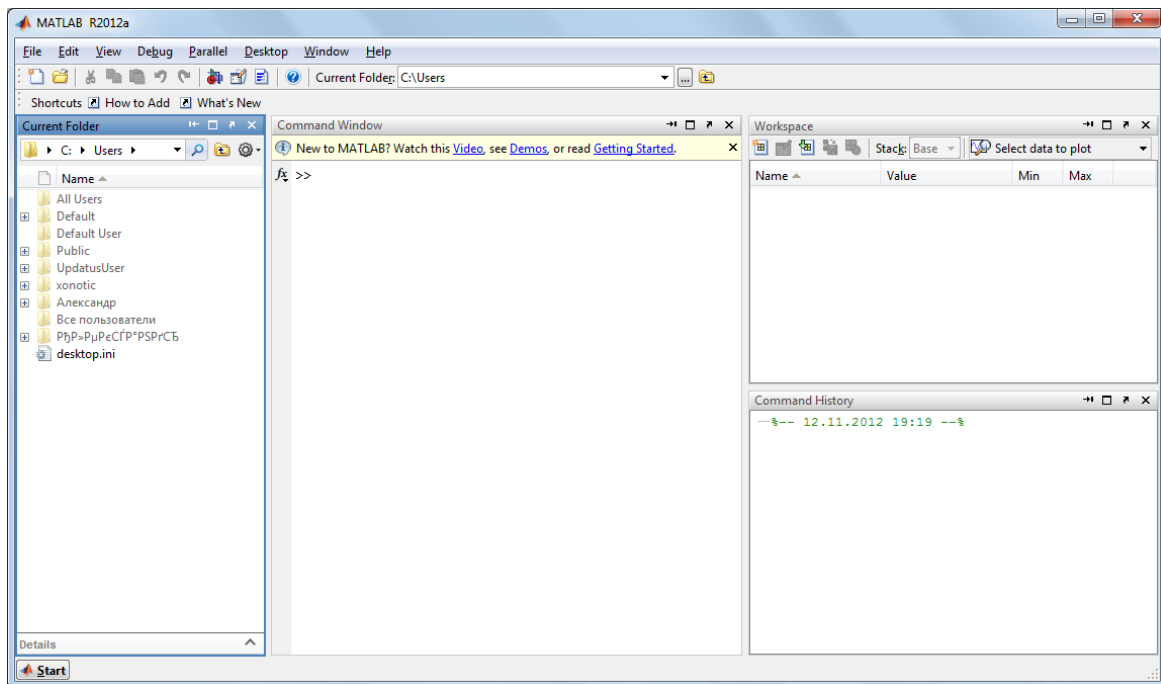 MATLAB R2012a
File Edit View Debug Parallel Desktop Window Help
Current Folder: C:\Users
Shortcuts How to Add What's New
Current Folder
C: Users
Name
All Users
Default
Default User
Public
UpdatusUser
xonotic
Александр
Все пользователи
РђР»РµРєСЃР°РЅРґСЂ
desktop.ini
Details
Command Window
New to MATLAB? Watch this Video, see Demos, or read Getting Started.
fx >>
Workspace
Stack: Base Select data to plot
Name Value Min Max
Command History
%-- 12.11.2012 19:19 --%
Start